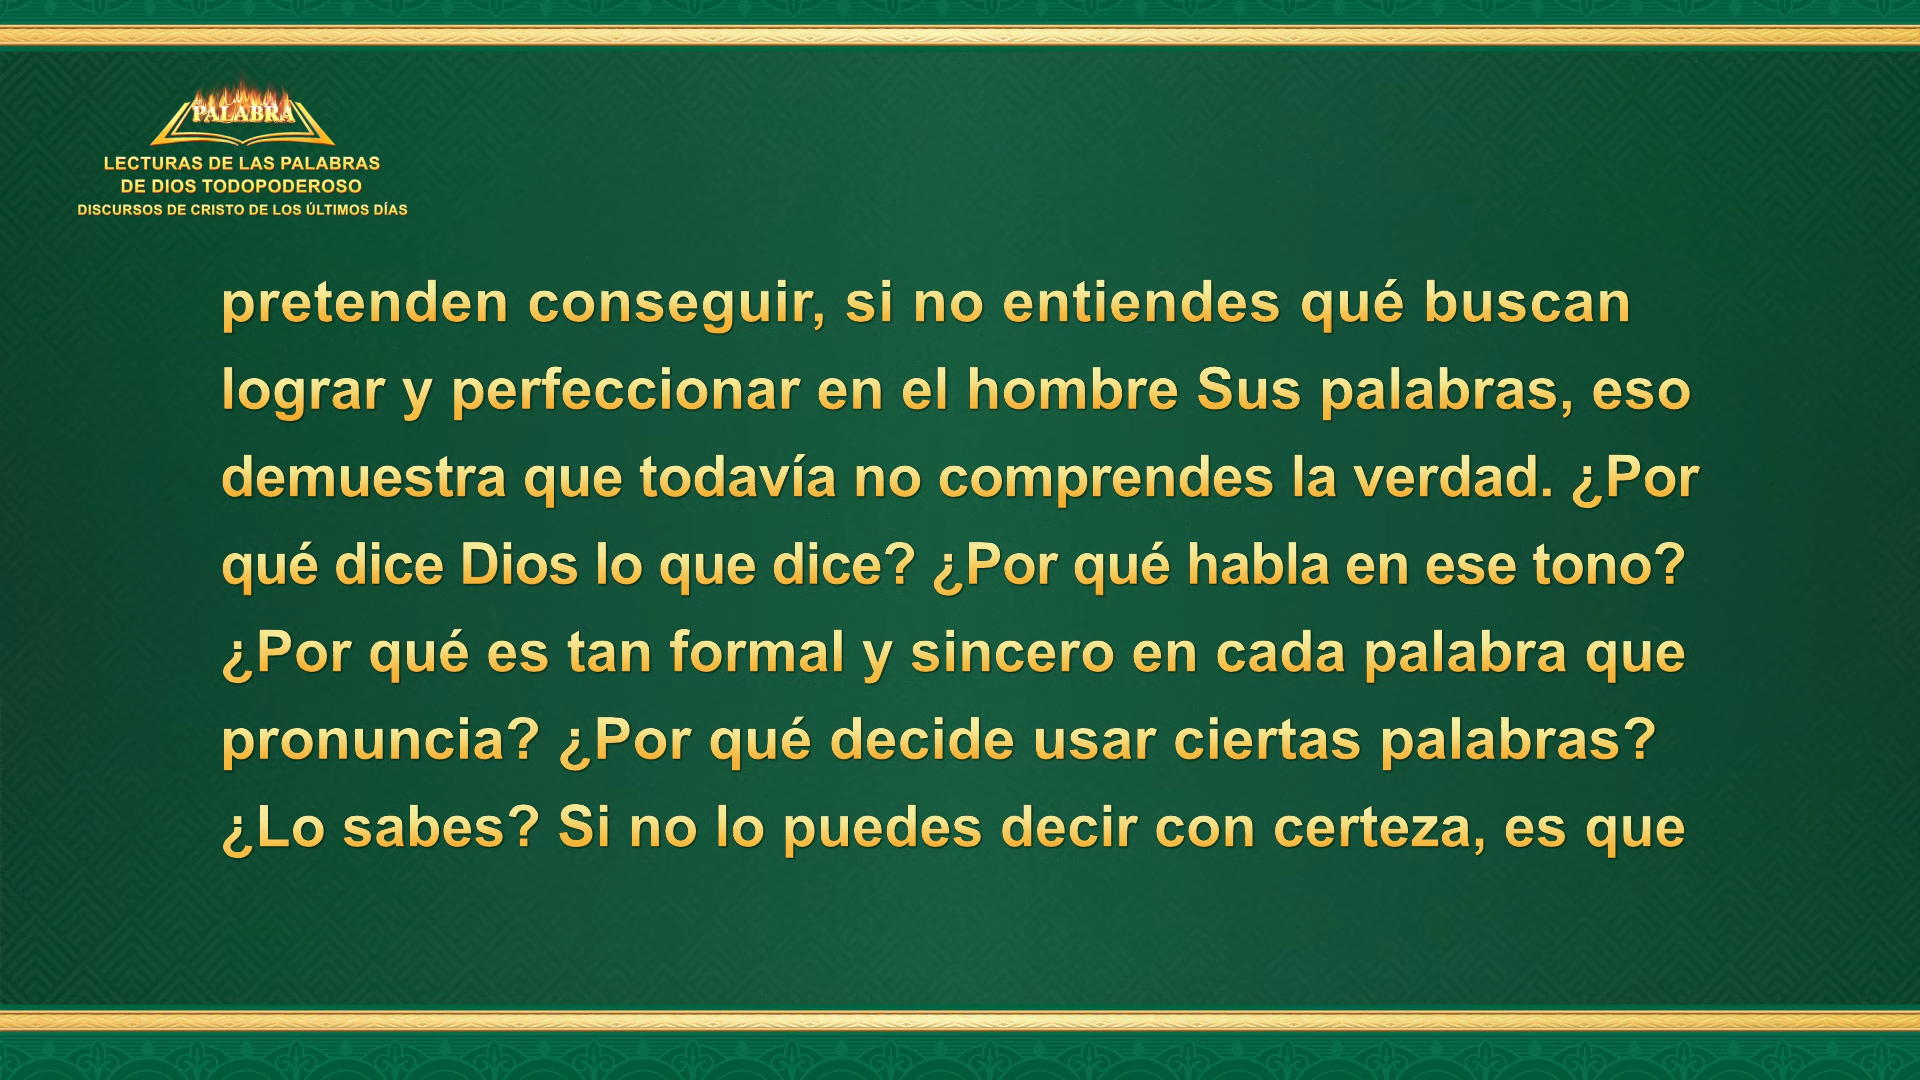 PALABRA
LECTURAS DE LAS PALABRAS
DE DIOS TODOPODEROSO
DISCURSOS DE CRISTO DE LOS ÚLTIMOS DÍAS
pretenden conseguir, si no entiendes qué buscan
lograr y perfeccionar en el hombre Sus palabras, eso
demuestra que todavía no comprendes la verdad. ¿Por
qué dice Dios lo que dice? ¿Por qué habla en ese tono?
¿Por qué es tan formal y sincero en cada palabra que
pronuncia? ¿Por qué decide usar ciertas palabras?
¿Lo sabes? Si no lo puedes decir con certeza, es que